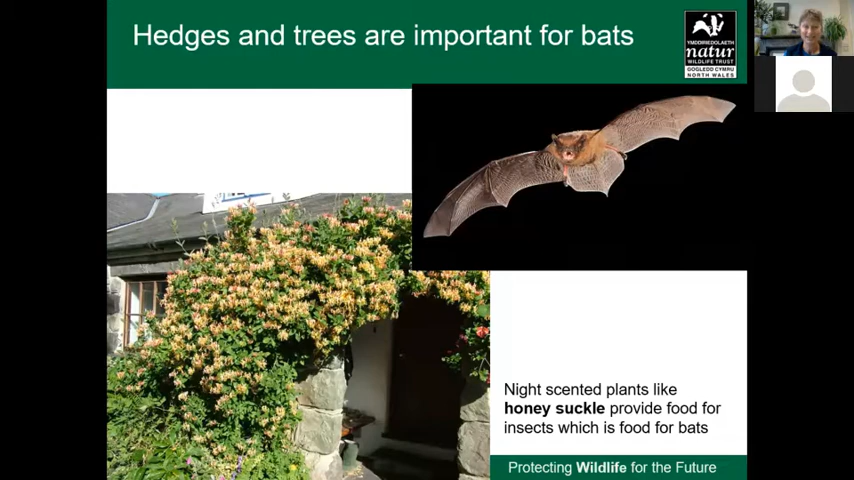 Hedges and trees are important for bats
YMDDIRIEDOLAETH
natur
WILDLIFE TRUST
GOGLEDD CYMRU
NORTH WALES
Night scented plants like
honey suckle provide food for
insects which is food for bats
Protecting Wildlife for the Future